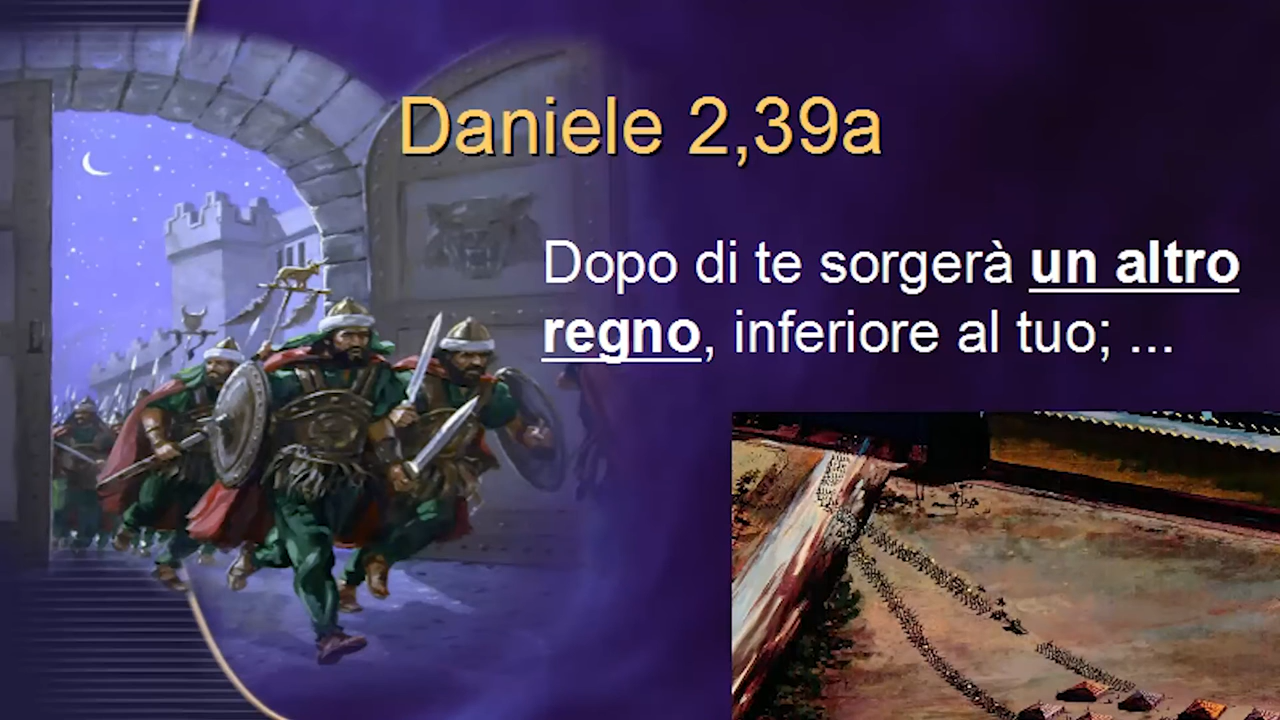 Daniele 2,39a
Dopo di te sorgerà un altro
regno, inferiore al tuo; ...